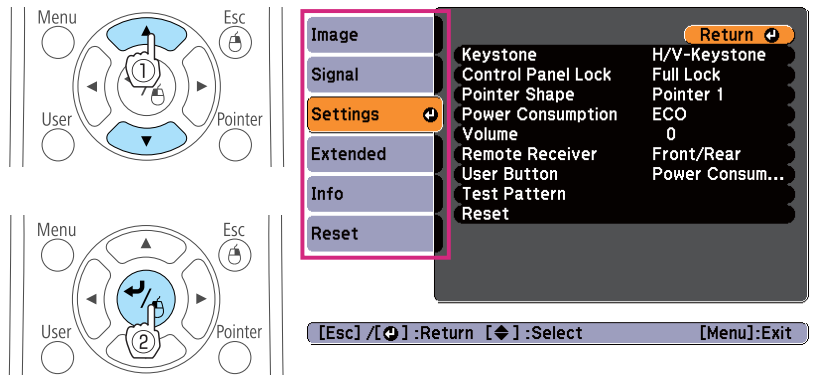 Menu
Esc
①
User
Pointer
Menu
Esc
User
Pointer
②
Image
Signal
Settings
Extended
Info
Reset
Return
Keystone H/V-Keystone
Control Panel Lock Full Lock
Pointer Shape Pointer 1
Power Consumption ECO
Volume 0
Remote Receiver Front/Rear
User Button Power Consum...
Test Pattern
Reset
[Esc] /[⏎] :Return [◆] :Select [Menu]:Exit